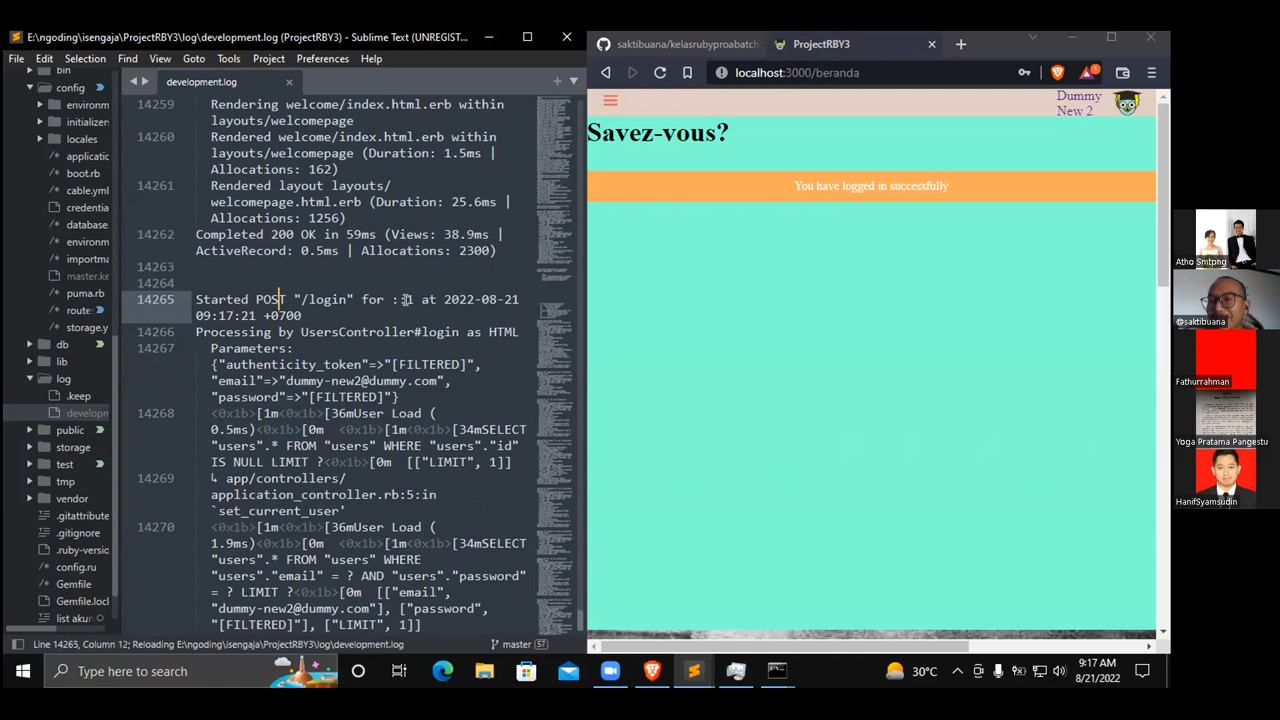 E:\ngoding\isengaja\ProjectRBY3\log\development.log (ProjectRBY3) - Sublime Text (UNREGIST...
File Edit Selection Find View Goto Tools Project Preferences Help
bin
config
environm
initializers
locales
applicatic
boot.rb
cable.yml
credentia
database.
environm
importma
master.ke
puma.rb
route
storage.y
db
lib
log
.keep
developn
public
storage
test
tmp
vendor
.gitattribute
.gitignore
.ruby-versio
config.ru
Gemfile
Gemfile.lock
list akun
development.log
14259 Rendering welcome/index.html.erb within
layouts/welcomepage
14260 Rendered welcome/index.html.erb within
layouts/welcomepage (Duration: 1.5ms |
Allocations: 162)
14261 Rendered layout layouts/
welcomepage.html.erb (Duration: 25.6ms |
Allocations: 1256)
14262 Completed 200 OK in 59ms (Views: 38.9ms |
ActiveRecord: 0.5ms | Allocations: 2300)
14263
14264
14265 Started POST "/login" for ::1 at 2022-08-21
09:17:21 +0700
14266 Processing by UsersController#login as HTML
14267 Parameters:
{"authenticity_token"=>"[FILTERED]",
"email"=>"dummy-new2@dummy.com",
"password"=>"[FILTERED]"}
14268 <0x1b>[1m<0x1b>[36mUser Load (
0.5ms)<0x1b>[0m <0x1b>[1m<0x1b>[34mSELECT
"users".* FROM "users" WHERE "users"."id"
IS NULL LIMIT ?<0x1b>[0m [["LIMIT", 1]]
14269 ↳ app/controllers/
application_controller.rb:5:in
`set_current_user'
14270 <0x1b>[1m<0x1b>[36mUser Load (
1.9ms)<0x1b>[0m <0x1b>[1m<0x1b>[34mSELECT
"users".* FROM "users" WHERE
"users"."email" = ? AND "users"."password"
= ? LIMIT ?<0x1b>[0m [["email",
"dummy-new2@dummy.com"], ["password",
"[FILTERED]"], ["LIMIT", 1]]
Line 14265, Column 12; Reloading E:\ngoding\isengaja\ProjectRBY3\log\development.log
master 57
saktibuana/kelasrubyproabatch
ProjectRBY3
localhost:3000/beranda
1
Dummy
New 2
Savez-vous?
You have logged in successfully
Atho Smtpng
@saktibuana
Fathurrahman
Yoga Pratama Pangestu
HanifSyamsudin
Type here to search
30°C
9:17 AM
8/21/2022